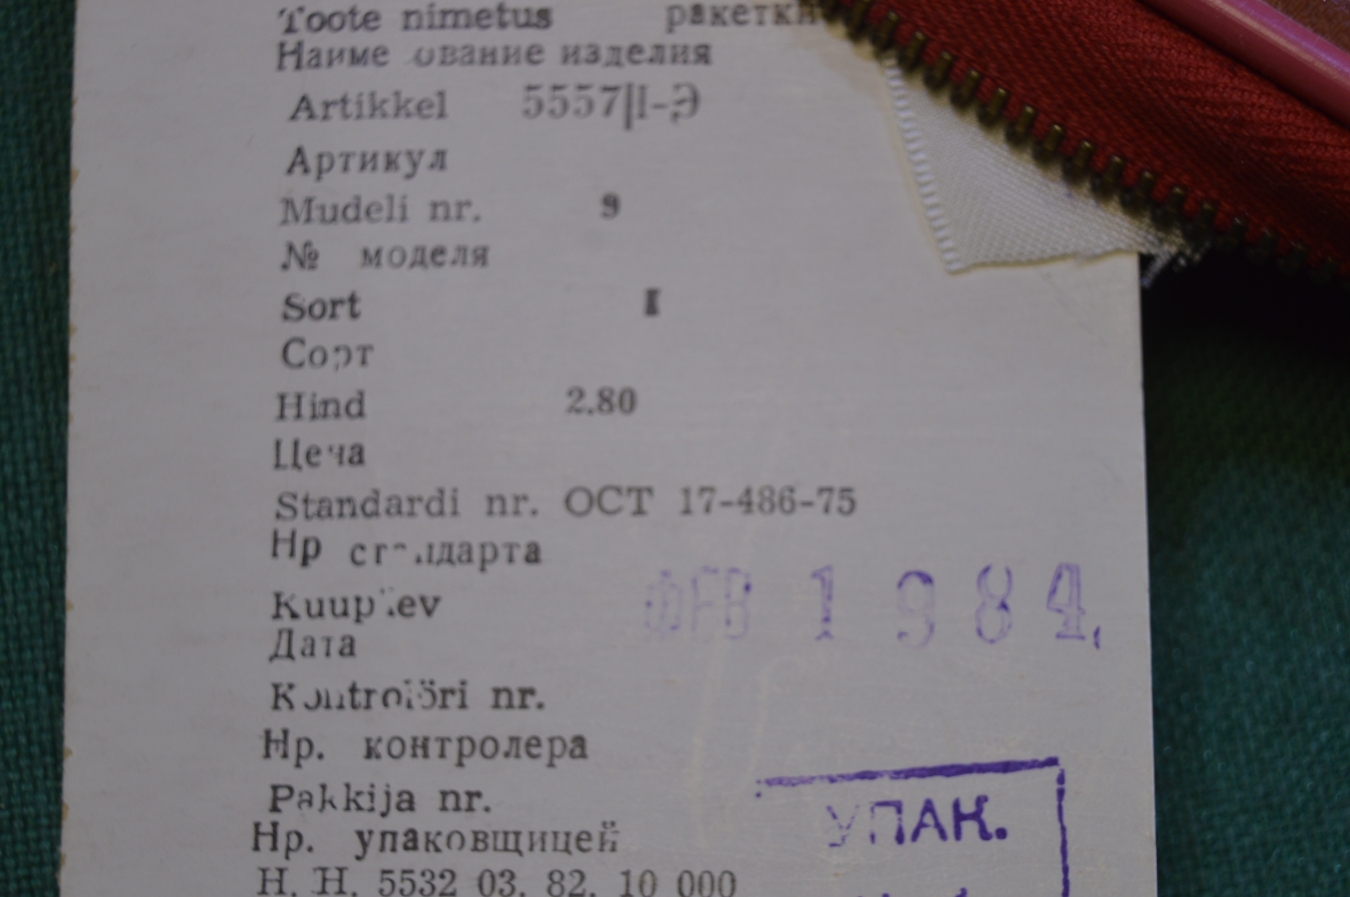 Toote nimetus ракетки
Наименование изделия
Artikkel 5557||-Э
Артикул
Mudeli nr. 9
№ моделя
Sort I
Сорт
Hind 2.80
Цена
Standardi nr. ОСТ 17-486-75
Нр стандарта
Kuupäev ФЕВ 1984
Дата
Kontrolöri nr.
Нр. контролера
Pakkija nr.
УПАК.
Нр. упаковщицей
Н. Н. 5532 03. 82. 10 000